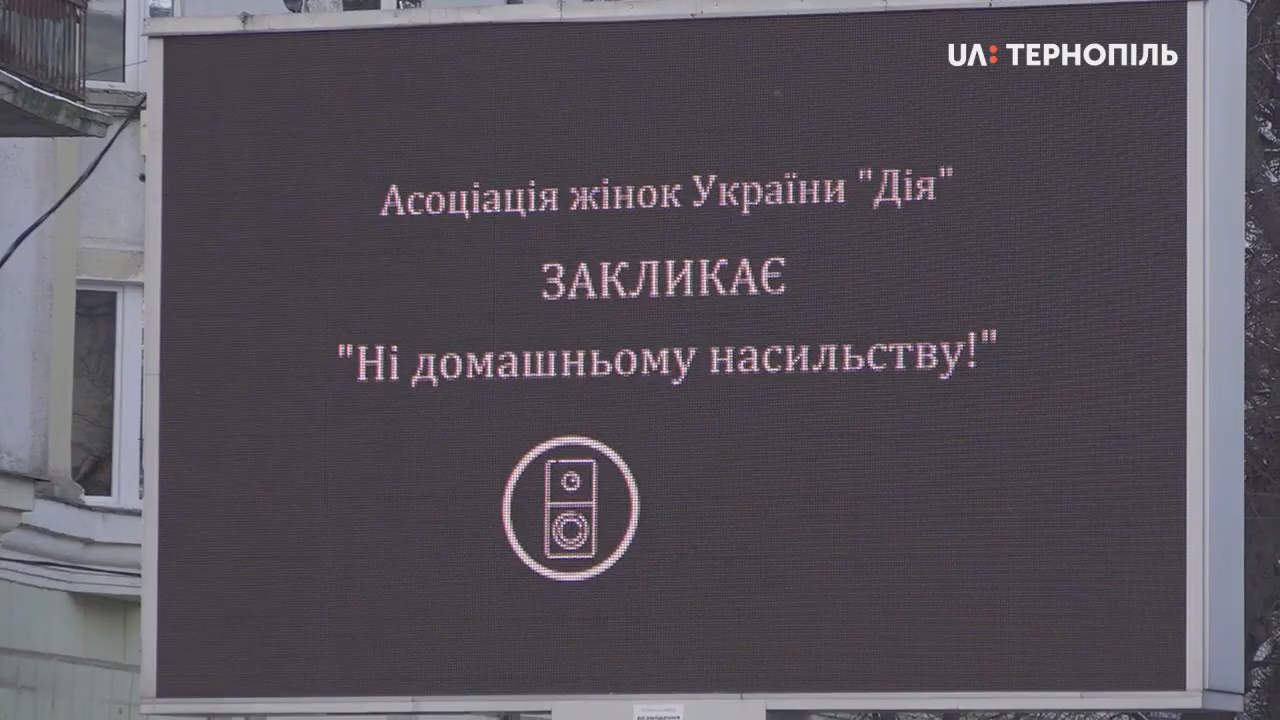 UA: ТЕРНОПІЛЬ
Асоціація жінок України "Дія"
ЗАКЛИКАЄ
"Ні домашньому насильству!"